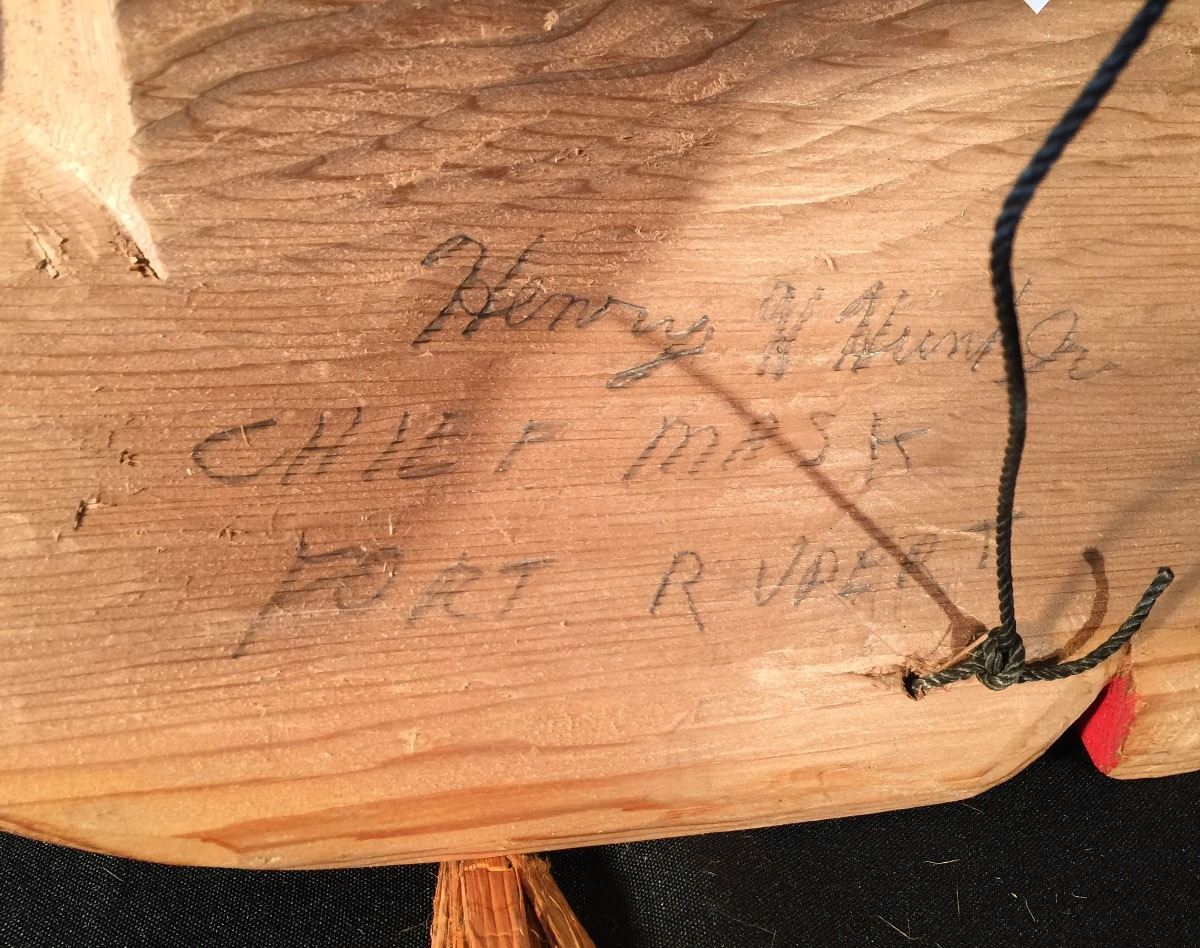 Henry H Hunt Jr
CHIEF MASK
FORT RUPERT